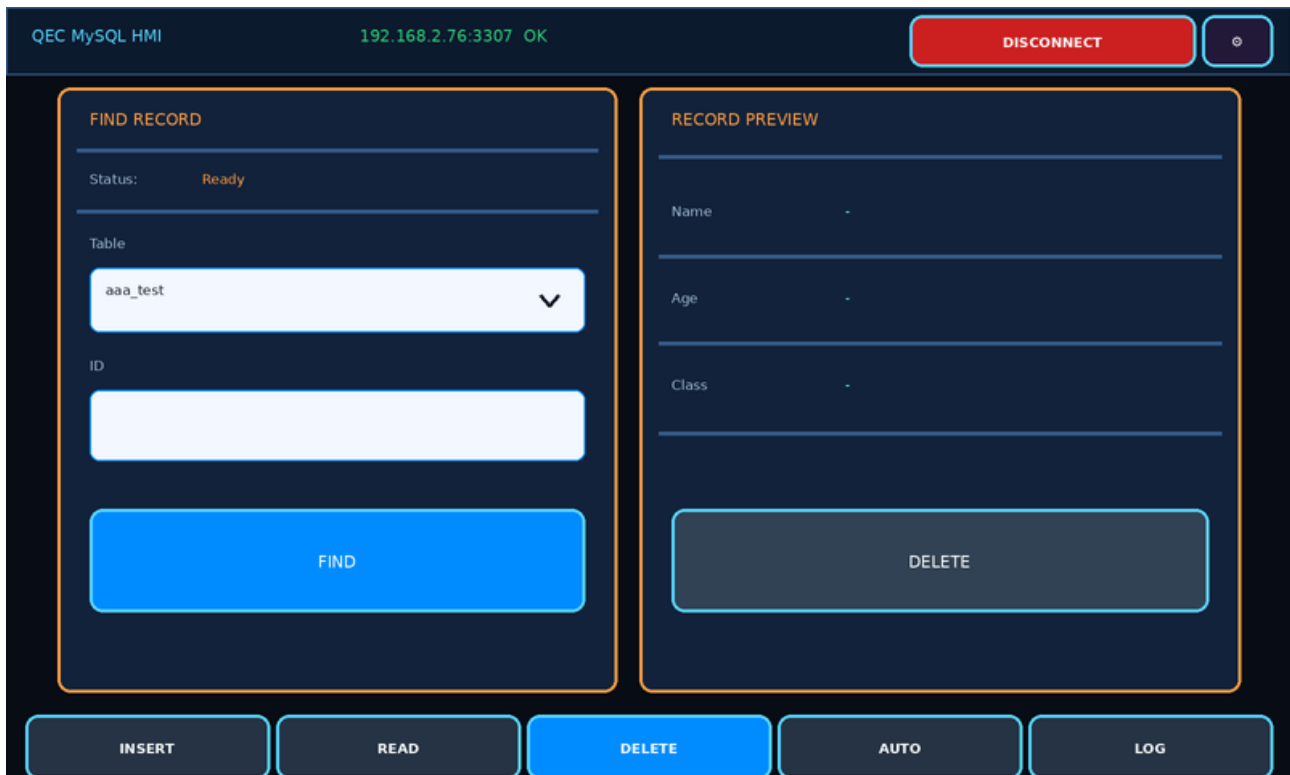 QEC MySQL HMI
192.168.2.76:3307 OK
DISCONNECT
⚙
FIND RECORD
Status: Ready
Table
aaa_test
ID
FIND
RECORD PREVIEW
Name -
Age -
Class -
DELETE
INSERT
READ
DELETE
AUTO
LOG